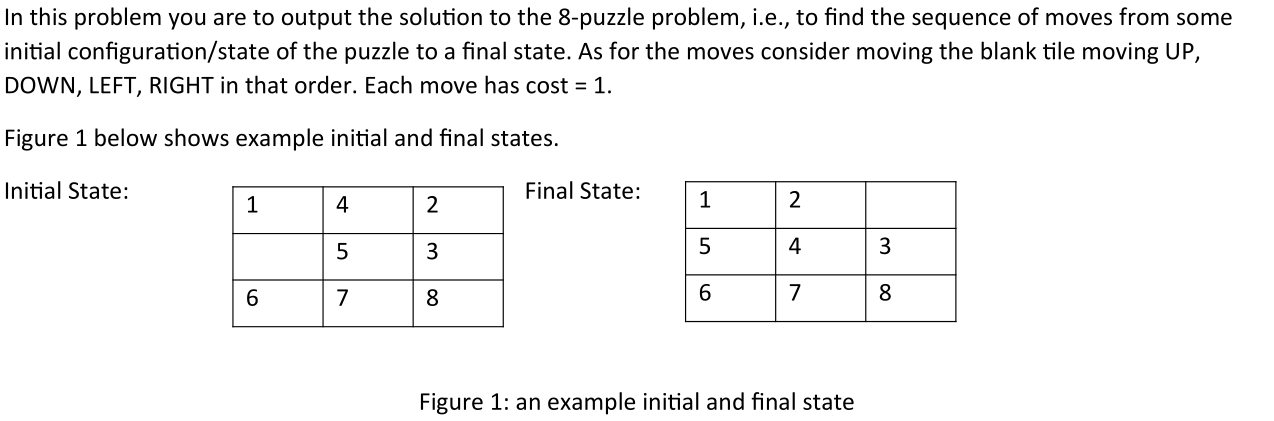 In this problem you are to output the solution to the 8-puzzle problem, i.e., to find the sequence of moves from some
initial configuration/state of the puzzle to a final state. As for the moves consider moving the blank tile moving UP,
DOWN, LEFT, RIGHT in that order. Each move has cost = 1.
Figure 1 below shows example initial and final states.
Initial State:
1 4 2
5 3
6 7 8
Final State:
1 2
5 4 3
6 7 8
Figure 1: an example initial and final state